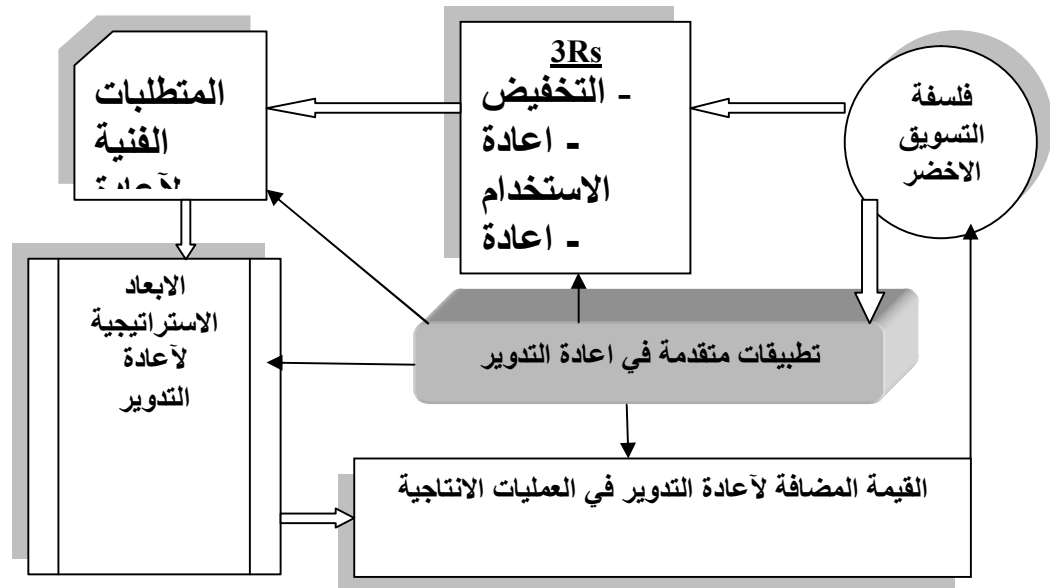 فلسفة
التسويق
الاخضر
3Rs
- التخفيض
- اعادة
الاستخدام
- اعادة
المتطلبات
الفنية
الابعاد
الاستراتيجية
لآعادة
التدوير
تطبيقات متقدمة في اعادة التدوير
القيمة المضافة لآعادة التدوير في العمليات الانتاجية